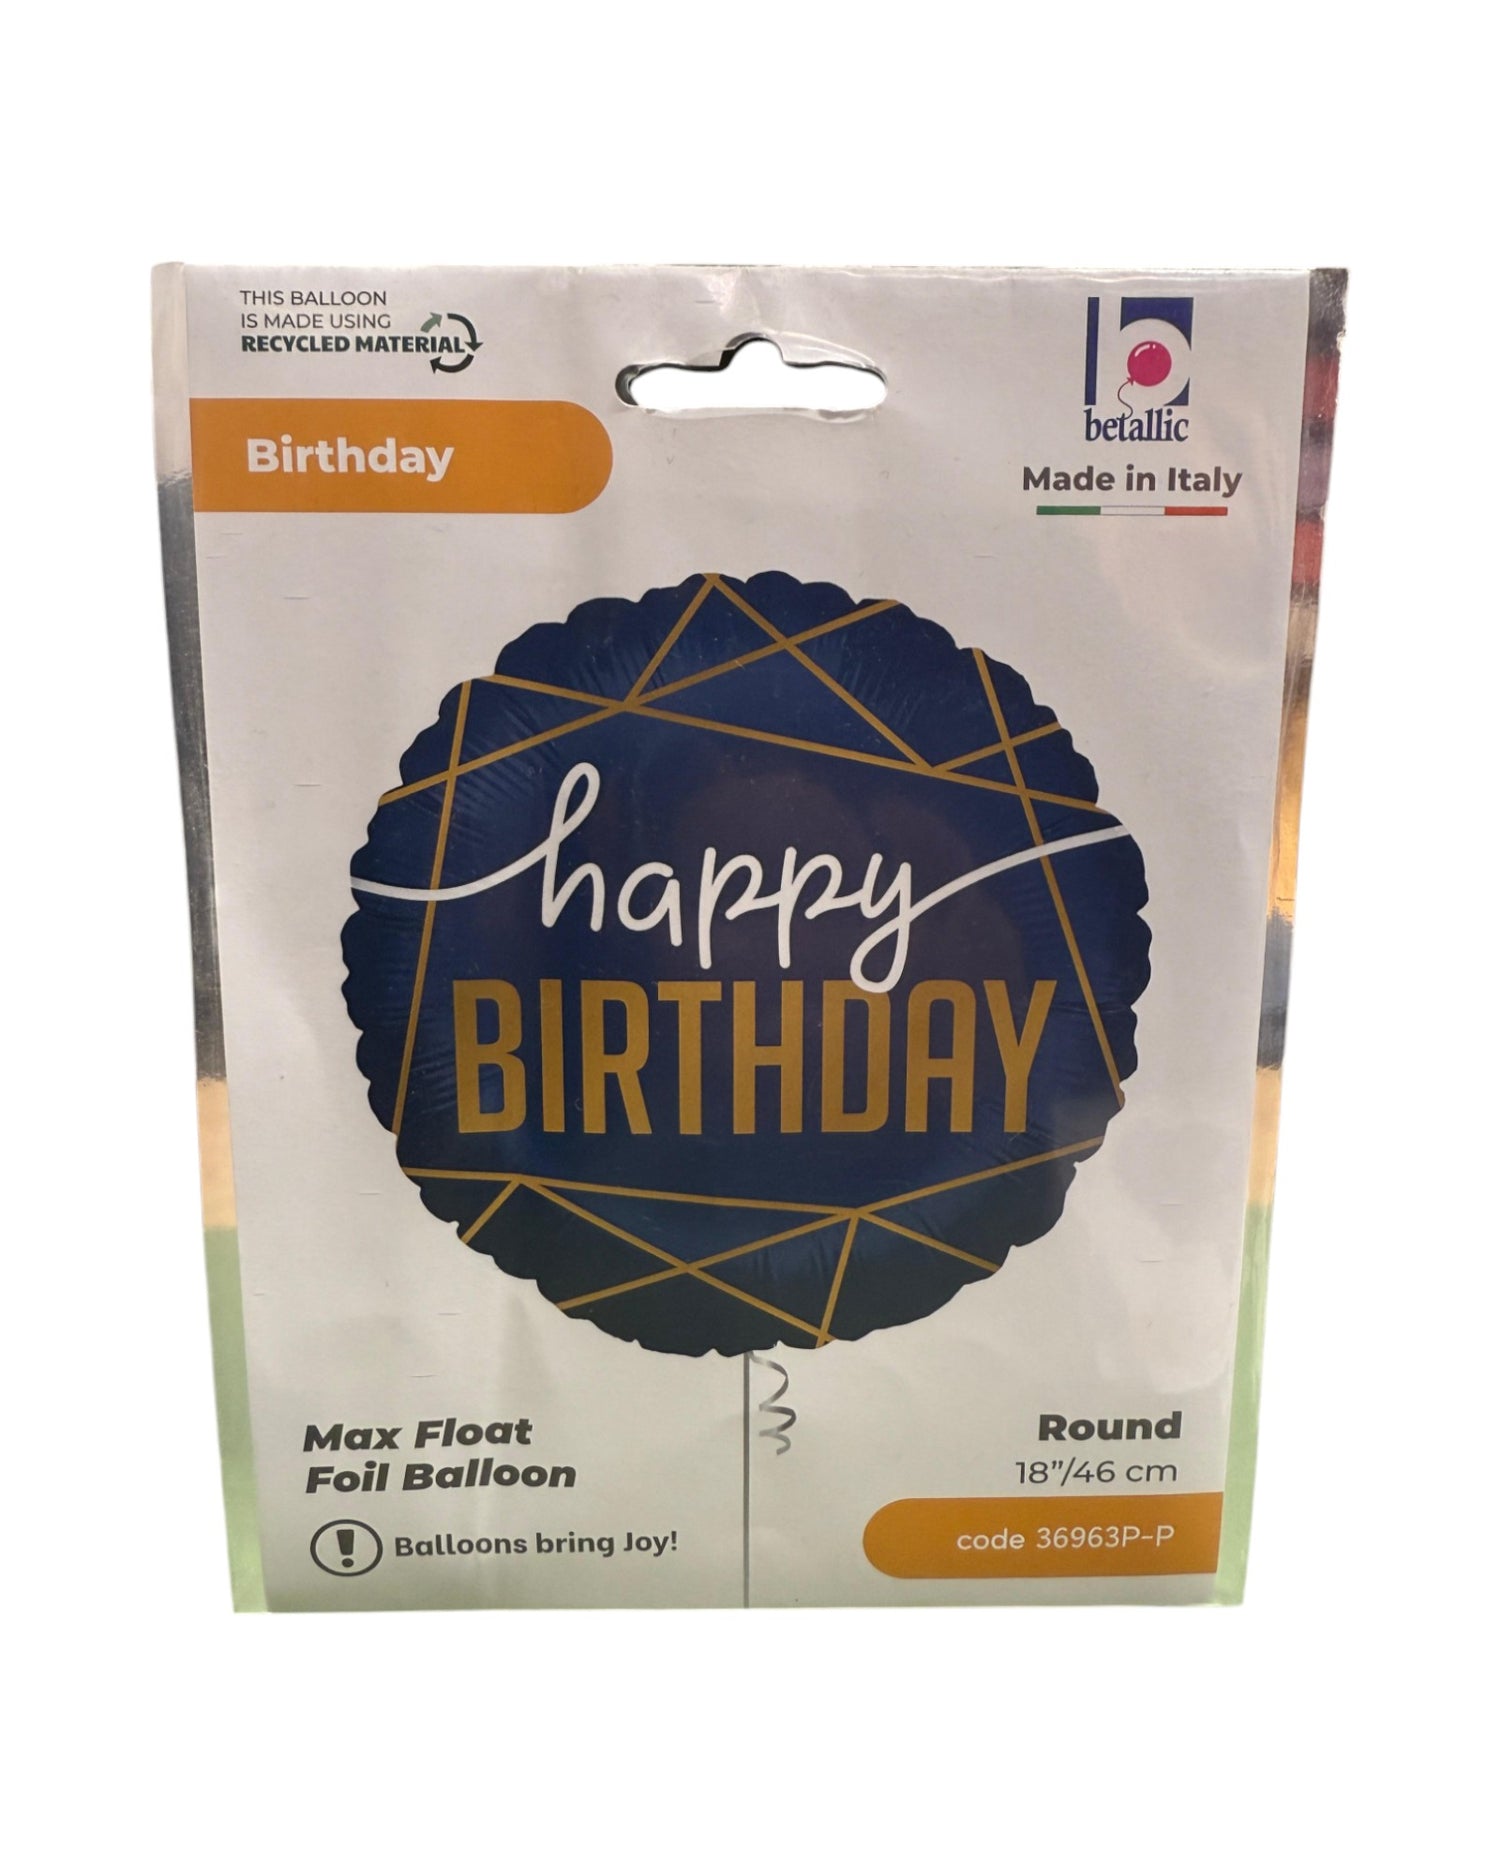 THIS BALLOON
IS MADE USING
RECYCLED MATERIAL
betallic
Made in Italy
Birthday
happy
BIRTHDAY
Max Float
Foil Balloon
Balloons bring Joy!
Round
18”/46 cm
code 36963P-P